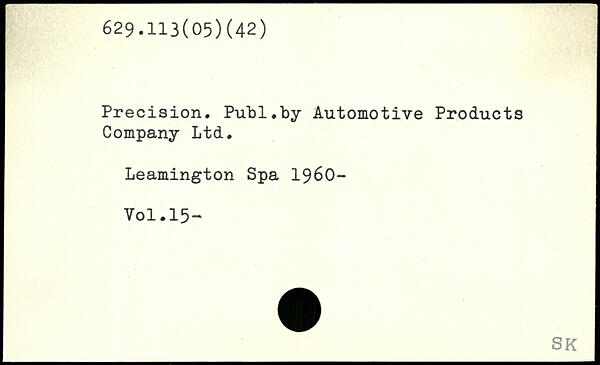 629.113(05)(42)
Precision. Publ.by Automotive Products
Company Ltd.
Leamington Spa 1960-
Vol.15-
SK